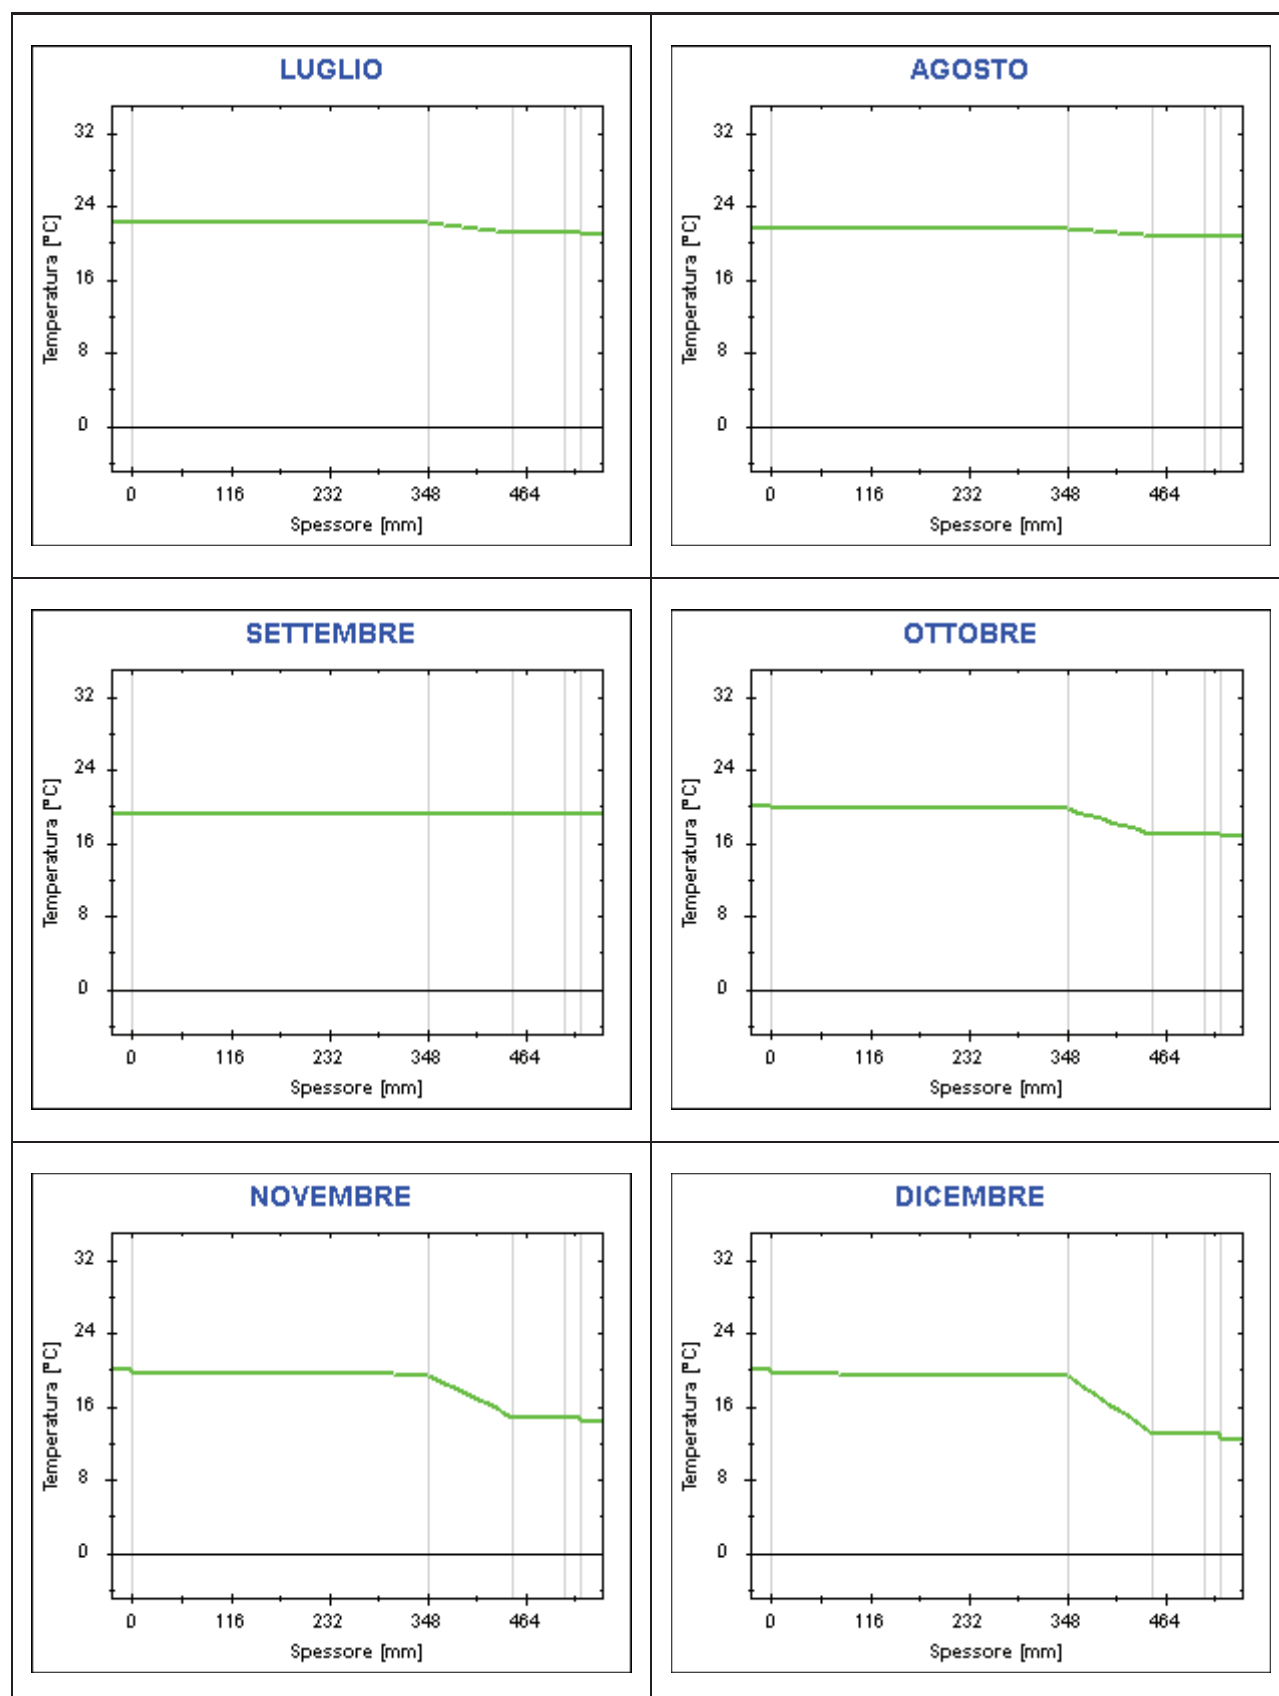 LUGLIO
32
24
16
8
0
Temperatura [°C]
0 116 232 348 464
Spessore [mm]
AGOSTO
32
24
16
8
0
Temperatura [°C]
0 116 232 348 464
Spessore [mm]
SETTEMBRE
32
24
16
8
0
Temperatura [°C]
0 116 232 348 464
Spessore [mm]
OTTOBRE
32
24
16
8
0
Temperatura [°C]
0 116 232 348 464
Spessore [mm]
NOVEMBRE
32
24
16
8
0
Temperatura [°C]
0 116 232 348 464
Spessore [mm]
DICEMBRE
32
24
16
8
0
Temperatura [°C]
0 116 232 348 464
Spessore [mm]